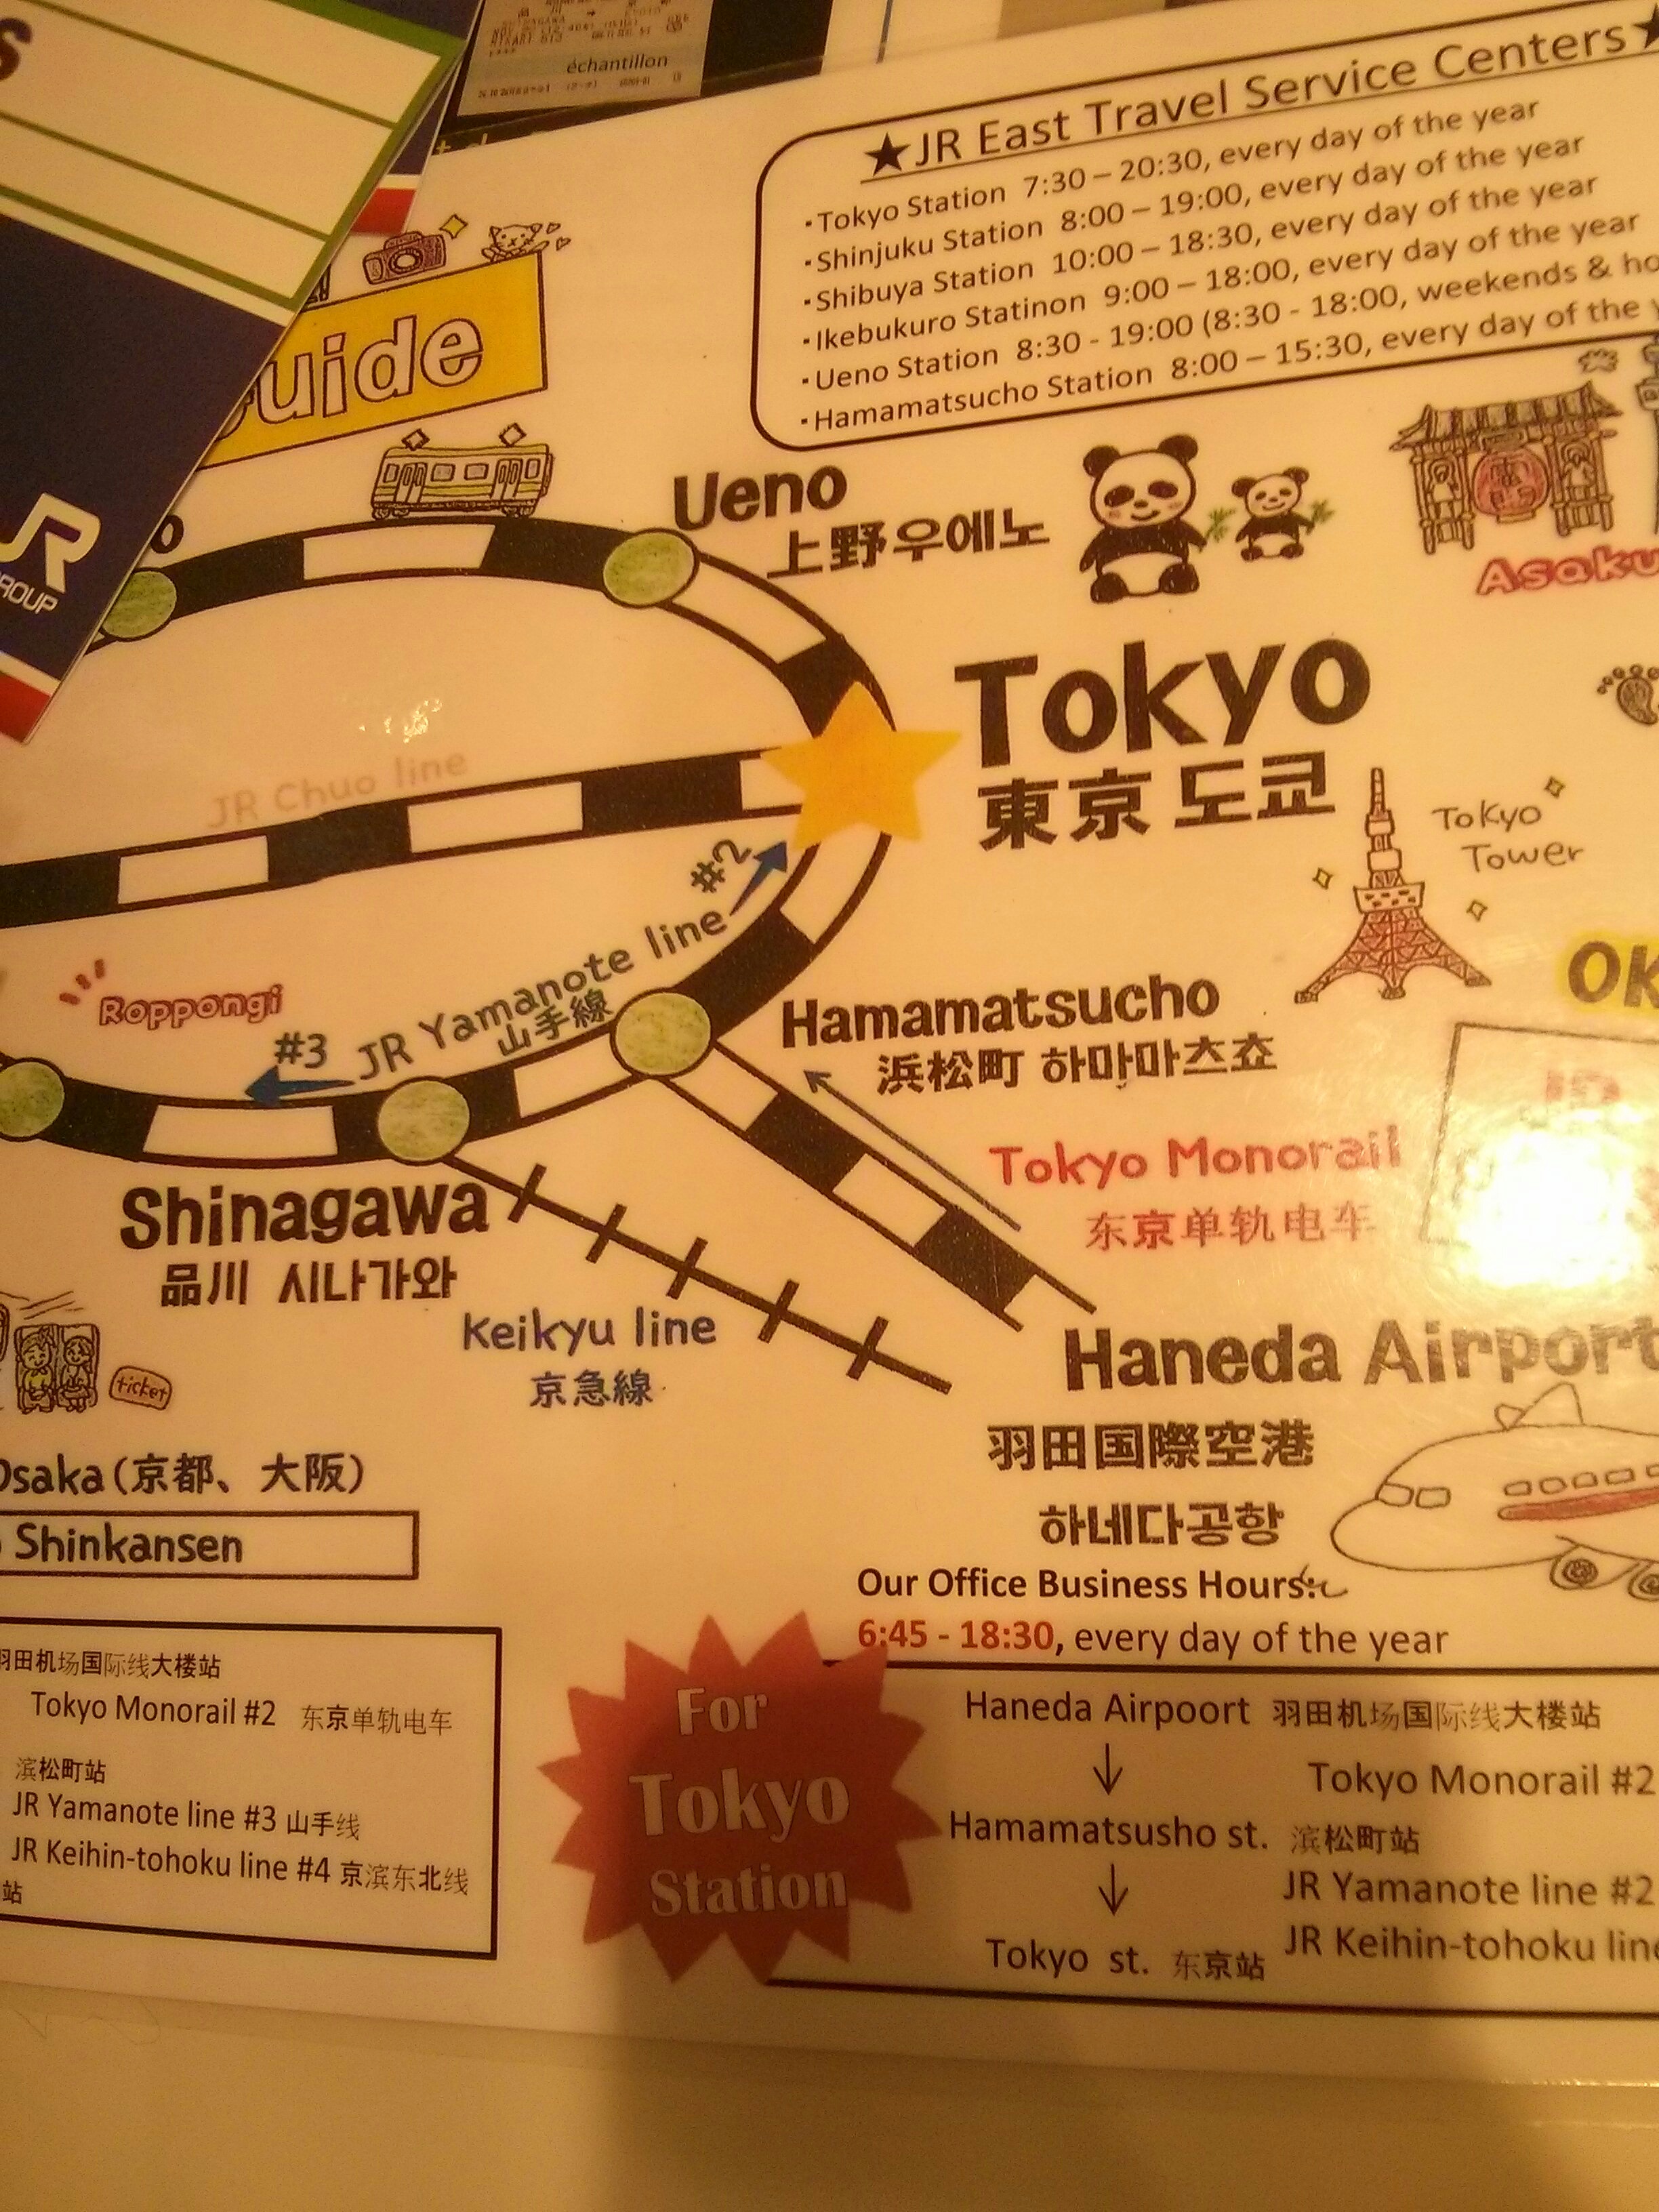 échantillon
★JR East Travel Service Centers★
・Tokyo Station 7:30 – 20:30, every day of the year
・Shinjuku Station 8:00 – 19:00, every day of the year
・Shibuya Station 10:00 – 18:30, every day of the year
・Ikebukuro Statinon 9:00 – 18:00, every day of the year
・Ueno Station 8:30 - 19:00 (8:30 - 18:00, weekends & ho
・Hamamatsucho Station 8:00 – 15:30, every day of the y
uide
JR
ROUP
Ueno
上野 우에노
Asaku
Tokyo
東京 도쿄
JR Chuo line
Tokyo
Tower
#2
JR Yamanote line
山手線
#3
Roppongi
OK
Hamamatsucho
浜松町 하마마츠쵸
Tokyo Monorail
东京单轨电车
Shinagawa
品川 시나가와
Keikyu line
京急線
ticket
Haneda Airport
羽田国際空港
하네다공항
Osaka (京都、大阪)
Shinkansen
Our Office Business Hours:
6:45 - 18:30, every day of the year
羽田机场国际线大楼站
Tokyo Monorail #2 东京单轨电车
滨松町站
JR Yamanote line #3 山手线
JR Keihin-tohoku line #4 京滨东北线
站
For
Tokyo
Station
Haneda Airpoort 羽田机场国际线大楼站
↓ Tokyo Monorail #2
Hamamatsusho st. 滨松町站
↓ JR Yamanote line #2
JR Keihin-tohoku line
Tokyo st. 东京站